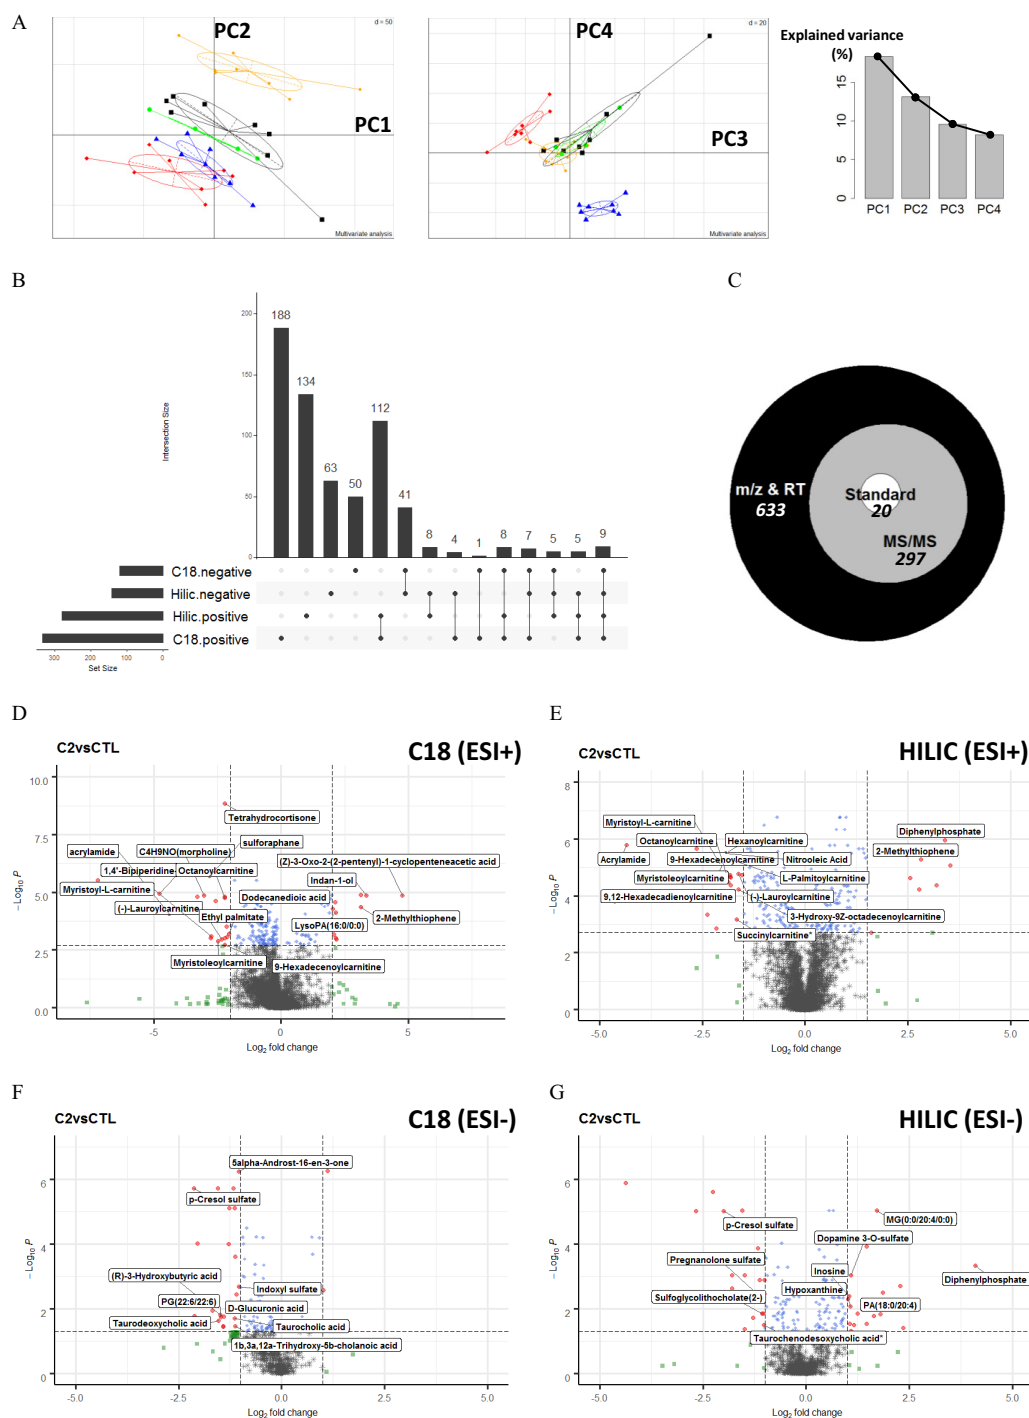 A
PC2
d = 50
PC1
Multivariate analysis
PC4
d = 20
PC3
Multivariate analysis
Explained variance
(%)
15
10
5
0
PC1 PC2 PC3 PC4
B
200
150
100
50
0
Intersection Size
188
134
63
50
112
41
8
4
1
8
7
5
5
9
C18.negative
Hilic.negative
Hilic.positive
C18.positive
300 200 100 0
Set Size
C
m/z & RT
633
Standard
20
MS/MS
297
D
C2vsCTL
C18 (ESI+)
10.0
7.5
5.0
2.5
0.0
– Log10 P
Tetrahydrocortisone
sulforaphane
acrylamide
C4H9NO(morpholine)
(Z)-3-Oxo-2-(2-pentenyl)-1-cyclopenteneacetic acid
1,4'-Bipiperidine-
Octanoylcarnitine
Indan-1-ol
Myristoyl-L-carnitine
Dodecanedioic acid
(-)-Lauroylcarnitine
Ethyl palmitate
2-Methylthiophene
LysoPA(16:0/0:0)
Myristoleoylcarnitine
9-Hexadecenoylcarnitine
-5 0 5
Log2 fold change
E
C2vsCTL
HILIC (ESI+)
8
6
4
2
0
– Log10 P
Myristoyl-L-carnitine
Octanoylcarnitine
Hexanoylcarnitine
Diphenylphosphate
Acrylamide
9-Hexadecenoylcarnitine
Nitrooleic Acid
2-Methylthiophene
Myristoleoylcarnitine
L-Palmitoylcarnitine
9,12-Hexadecadienoylcarnitine
(-)-Lauroylcarnitine
3-Hydroxy-9Z-octadecenoylcarnitine
Succinylcarnitine*
-5.0 -2.5 0.0 2.5 5.0
Log2 fold change
F
C2vsCTL
C18 (ESI-)
6
4
2
0
– Log10 P
5alpha-Androst-16-en-3-one
p-Cresol sulfate
(R)-3-Hydroxybutyric acid
Indoxyl sulfate
PG(22:6/22:6)
D-Glucuronic acid
Taurodeoxycholic acid
Taurocholic acid
1b,3a,12a-Trihydroxy-5b-cholanoic acid
-5.0 -2.5 0.0 2.5 5.0
Log2 fold change
G
C2vsCTL
HILIC (ESI-)
6
4
2
0
– Log10 P
p-Cresol sulfate
MG(0:0/20:4/0:0)
Dopamine 3-O-sulfate
Pregnanolone sulfate
Inosine
Hypoxanthine
Diphenylphosphate
Sulfoglycolithocholate(2-)
PA(18:0/20:4)
Taurochenodesoxycholic acid*
-5.0 -2.5 0.0 2.5 5.0
Log2 fold change